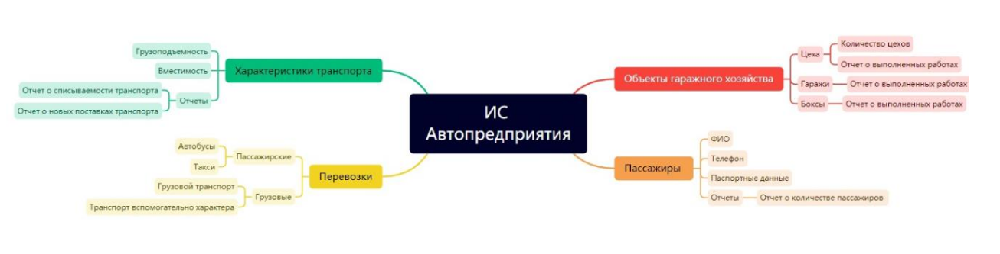 ИС
Автопредприятия
Характеристики транспорта
Грузоподъемность
Вместимость
Отчеты
Отчет о списываемости транспорта
Отчет о новых поставках транспорта
Перевозки
Пассажирские
Автобусы
Такси
Грузовые
Грузовой транспорт
Транспорт вспомогательно характера
Объекты гаражного хозяйства
Цеха
Количество цехов
Отчет о выполненных работах
Гаражи
Отчет о выполненных работах
Боксы
Отчет о выполненных работах
Пассажиры
ФИО
Телефон
Паспортные данные
Отчеты
Отчет о количестве пассажиров